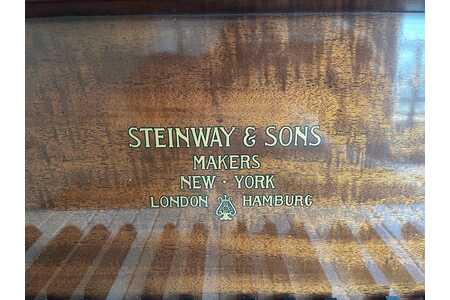 STEINWAY & SONS
MAKERS
NEW · YORK
LONDON HAMBURG